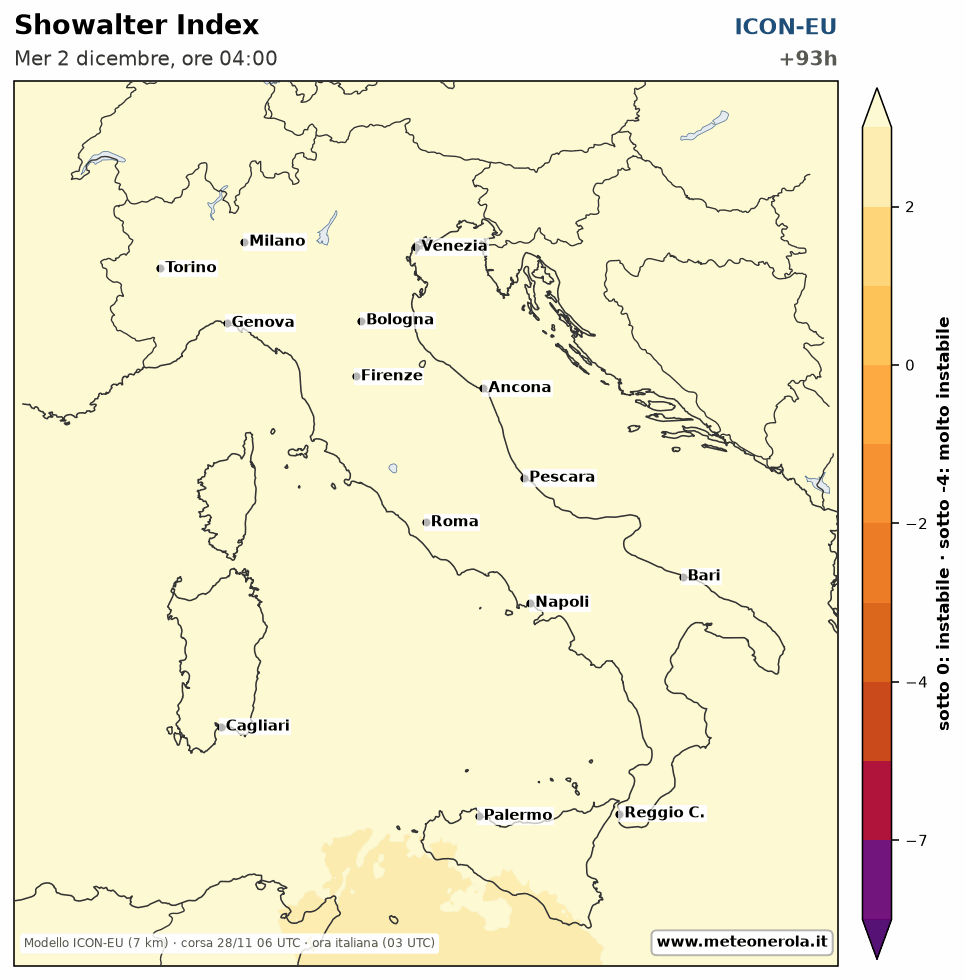 Showalter Index
ICON-EU
Mer 2 dicembre, ore 04:00
+93h
Milano
Venezia
Torino
Genova
Bologna
Firenze
Ancona
Pescara
Roma
Bari
Napoli
Cagliari
Palermo
Reggio C.
2
0
−2
−4
−7
sotto 0: instabile · sotto -4: molto instabile
Modello ICON-EU (7 km) · corsa 28/11 06 UTC · ora italiana (03 UTC)
www.meteonerola.it